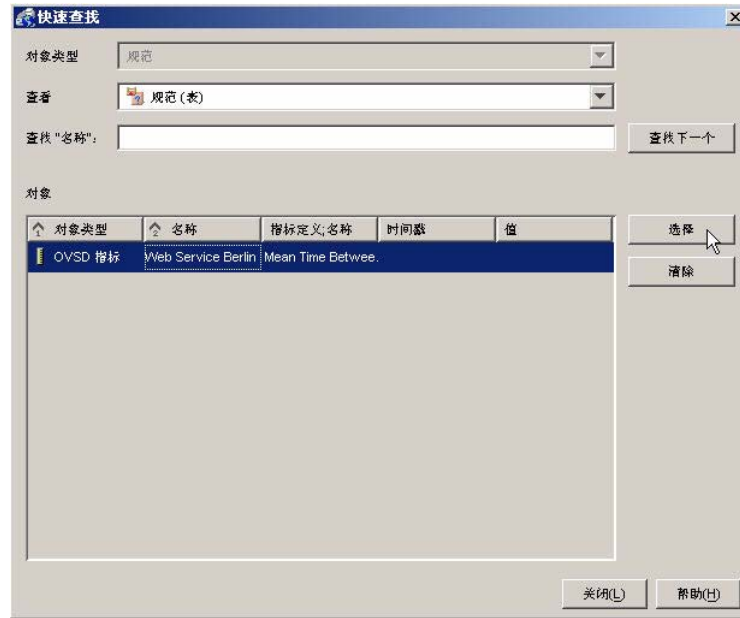 快速查找
对象类型 规范
查看 规范(表)
查找"名称": 查找下一个
对象
1 对象类型 2 名称 指标定义;名称 时间戳 值 选择
OVSD 指标 Web Service Berlin Mean Time Betwee.
清除
关闭(L) 帮助(H)